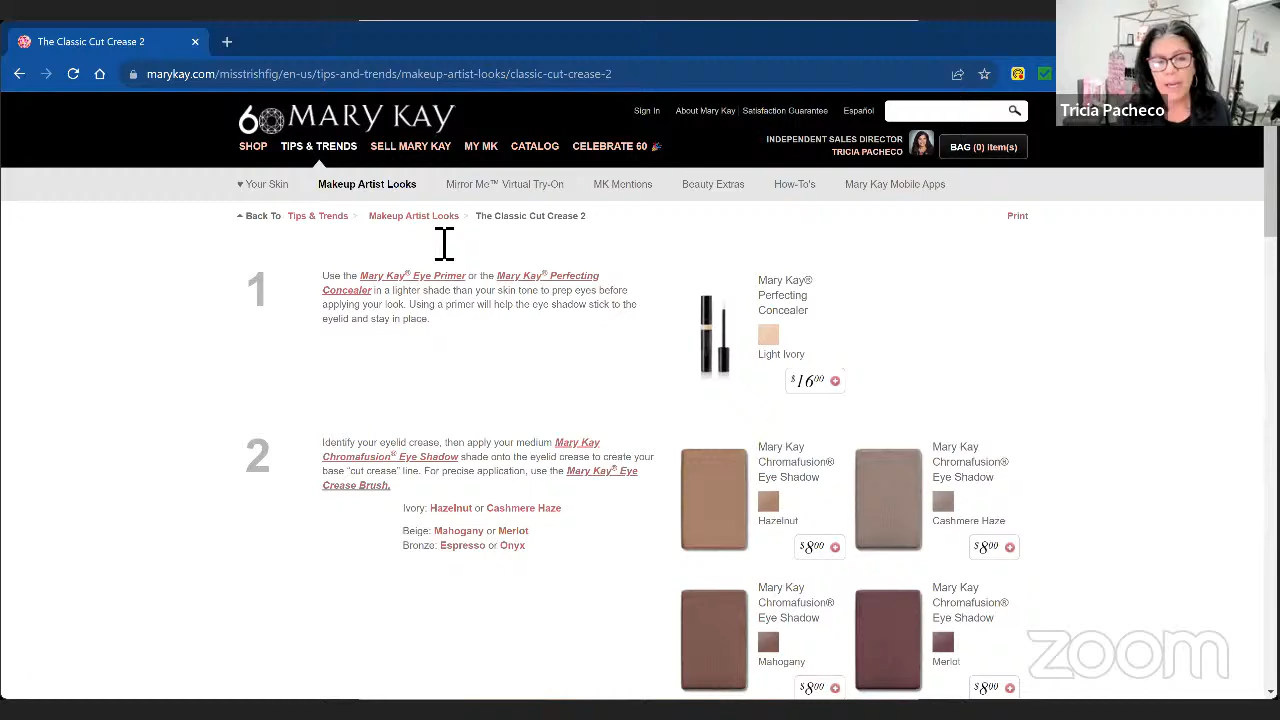 The Classic Cut Crease 2
marykay.com/misstrishfig/en-us/tips-and-trends/makeup-artist-looks/classic-cut-crease-2
Tricia Pacheco
60 MARY KAY
Sign In About Mary Kay Satisfaction Guarantee Español
INDEPENDENT SALES DIRECTOR
TRICIA PACHECO
BAG (0) item(s)
SHOP TIPS & TRENDS SELL MARY KAY MY MK CATALOG CELEBRATE 60
♥ Your Skin Makeup Artist Looks Mirror Me™ Virtual Try-On MK Mentions Beauty Extras How-To's Mary Kay Mobile Apps
Back To Tips & Trends > Makeup Artist Looks > The Classic Cut Crease 2
Print
1
Use the Mary Kay® Eye Primer or the Mary Kay® Perfecting
Concealer in a lighter shade than your skin tone to prep eyes before
applying your look. Using a primer will help the eye shadow stick to the
eyelid and stay in place.
Mary Kay®
Perfecting
Concealer
Light Ivory
$1600
2
Identify your eyelid crease, then apply your medium Mary Kay
Chromafusion® Eye Shadow shade onto the eyelid crease to create your
base “cut crease” line. For precise application, use the Mary Kay® Eye
Crease Brush.
Ivory: Hazelnut or Cashmere Haze
Beige: Mahogany or Merlot
Bronze: Espresso or Onyx
Mary Kay
Chromafusion®
Eye Shadow
Hazelnut
$800
Mary Kay
Chromafusion®
Eye Shadow
Cashmere Haze
$800
Mary Kay
Chromafusion®
Eye Shadow
Mahogany
$800
Mary Kay
Chromafusion®
Eye Shadow
Merlot
$800
zoom